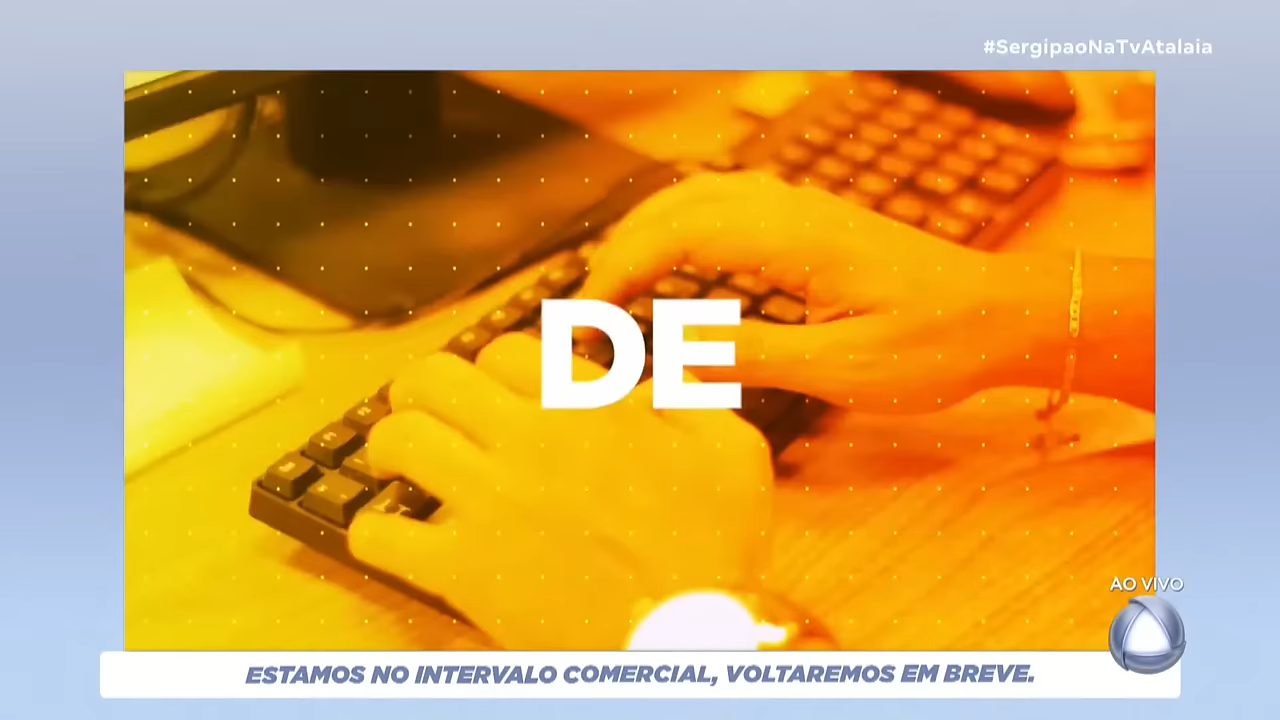 #SergipaoNaTvAtalaia
DE
AO VIVO
ESTAMOS NO INTERVALO COMERCIAL, VOLTAREMOS EM BREVE.